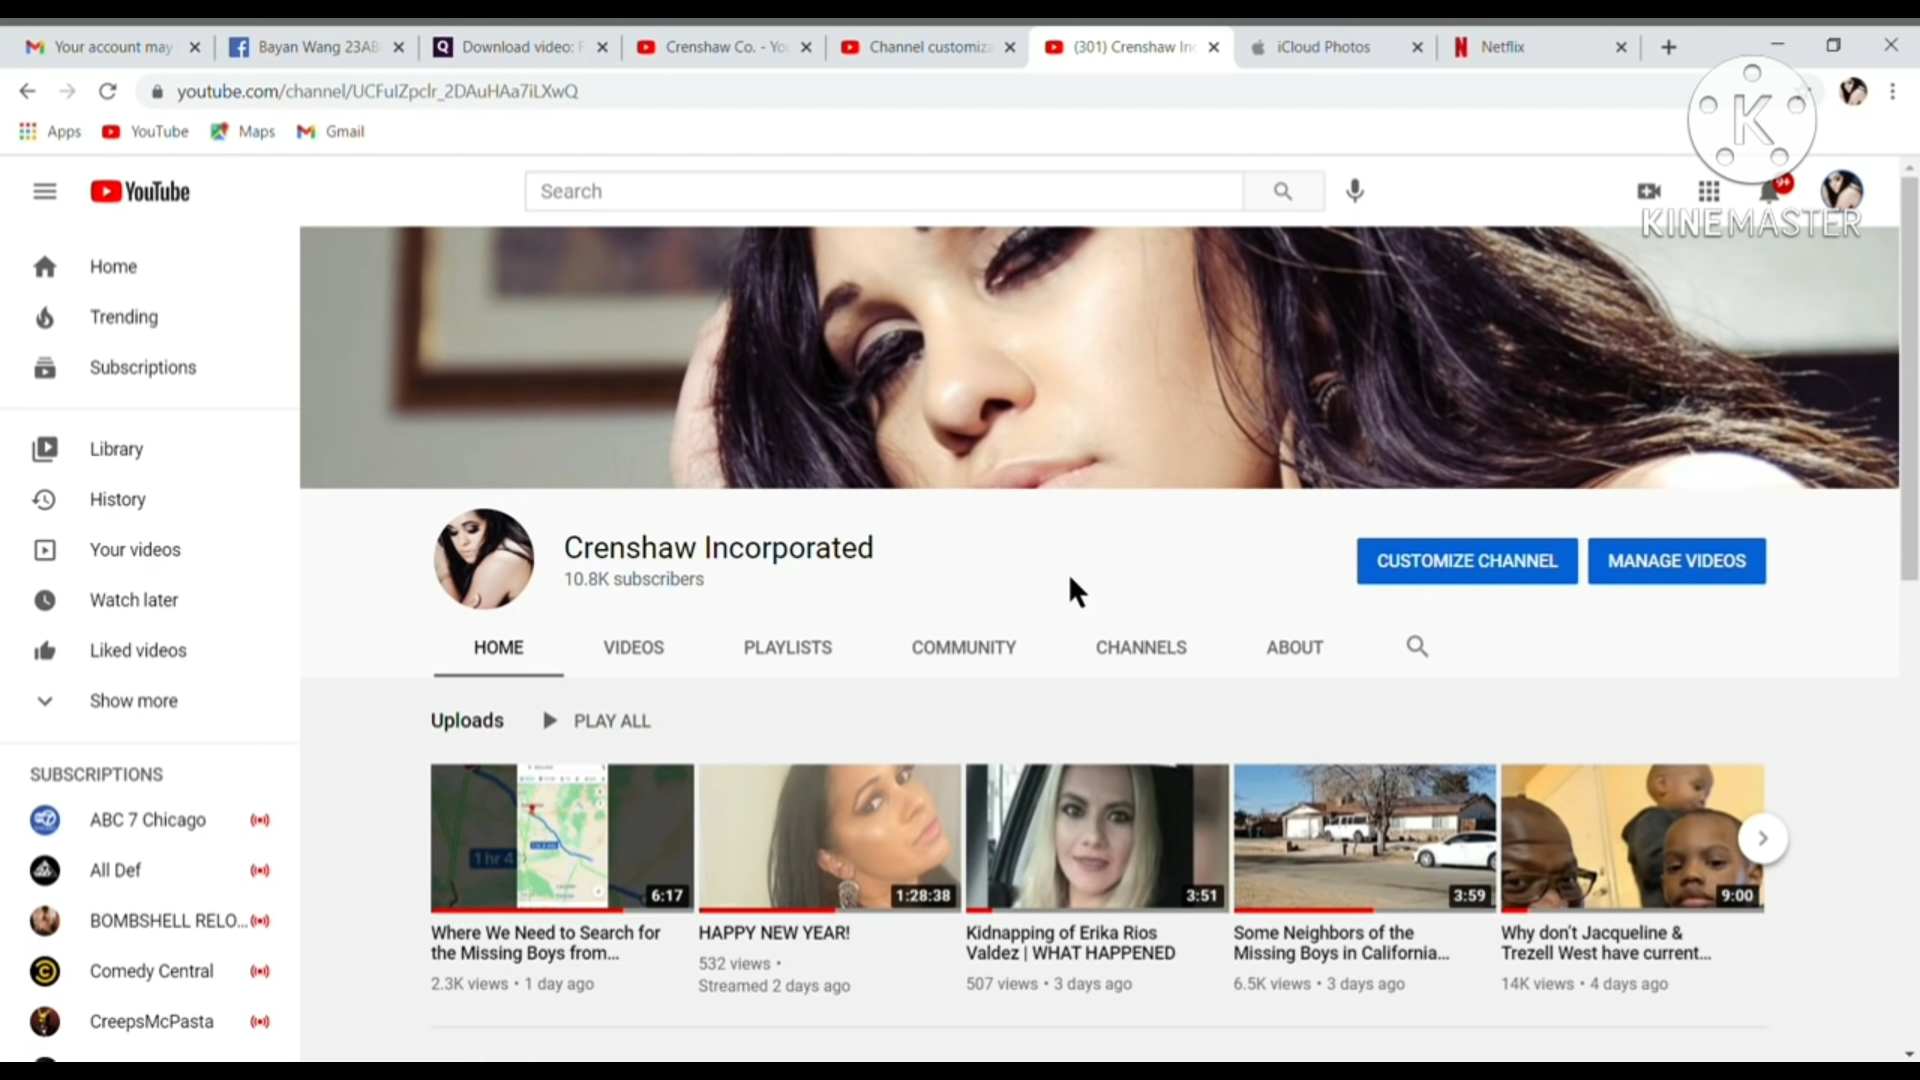 Your account may
Bayan Wang 23AB
Download video: F
Crenshaw Co. - Yo
Channel customiz
(301) Crenshaw In
iCloud Photos
Netflix
youtube.com/channel/UCFuIZpclr_2DAuHAa7iLXwQ
Apps
YouTube
Maps
Gmail
K
KINEMASTER
YouTube
Search
9+
Home
Trending
Subscriptions
Library
History
Your videos
Watch later
Liked videos
Show more
SUBSCRIPTIONS
ABC 7 Chicago
All Def
BOMBSHELL RELO...
Comedy Central
CreepsMcPasta
Crenshaw Incorporated
10.8K subscribers
CUSTOMIZE CHANNEL
MANAGE VIDEOS
HOME
VIDEOS
PLAYLISTS
COMMUNITY
CHANNELS
ABOUT
Uploads
PLAY ALL
1 hr 4
6:17
Where We Need to Search for
the Missing Boys from...
2.3K views • 1 day ago
1:28:38
HAPPY NEW YEAR!
532 views •
Streamed 2 days ago
3:51
Kidnapping of Erika Rios
Valdez | WHAT HAPPENED
507 views • 3 days ago
3:59
Some Neighbors of the
Missing Boys in California...
6.5K views • 3 days ago
9:00
Why don't Jacqueline &
Trezell West have current...
14K views • 4 days ago